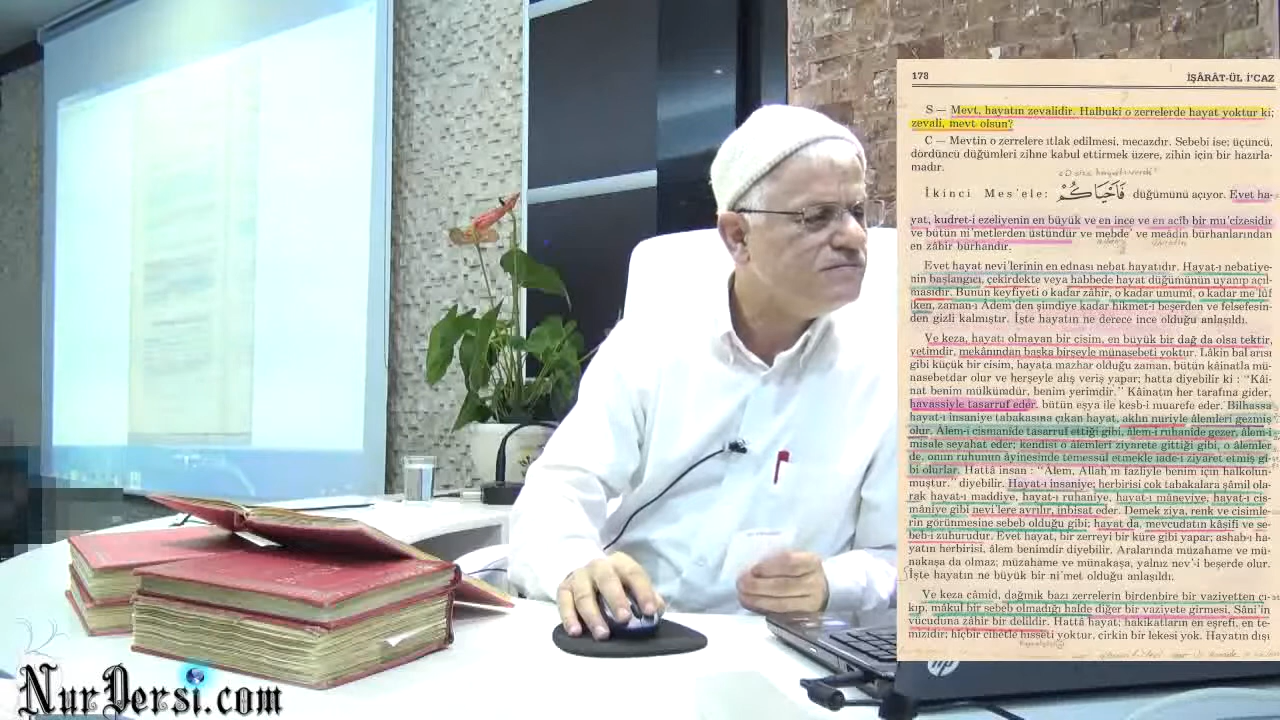 178
İŞÂRÂT-ÜL İ'CAZ
S — Mevt, hayatın zevalidir. Halbuki o zerrelerde hayat yoktur ki;
zevali, mevt olsun?
C — Mevtin o zerrelere ıtlak edilmesi, mecazdır. Sebebi ise; üçüncü,
dördüncü düğümleri zihne kabul ettirmek üzere, zihin için bir hazırla-
madır.
İkinci Mes'ele: فَاَحْيَاكُمْ düğümünü açıyor. Evet ha-
yat, kudret-i ezeliyenin en büyük ve en ince ve en acîb bir mu'cizesidir
ve bütün ni'metlerden üstündür ve mebde' ve meâdin bürhanlarından
en zâhir bürhandır.
Evet hayat nevi'lerinin en ednası nebat hayatıdır. Hayat-ı nebatiye-
nin başlangıcı, çekirdekte veya habbede hayat düğümünün uyanıp açıl-
masıdır. Bunun keyfiyeti o kadar zâhir, o kadar umumî, o kadar me'lûf
iken, zaman-ı Âdem'den şimdiye kadar hikmet-i beşerden ve felsefesin-
den gizli kalmıştır. İşte hayatın ne derece ince olduğu anlaşıldı.
Ve keza, hayatı olmayan bir cisim, en büyük bir dağ da olsa tektir,
yetimdir, mekânından başka birşeyle münasebeti yoktur. Lâkin bal arısı
gibi küçük bir cisim, hayata mazhar olduğu zaman, bütün kâinatla mü-
nasebetdar olur ve herşeyle alış veriş yapar; hatta diyebilir ki : "Kâi-
nat benim mülkümdür, benim yerimdir." Kâinatın her tarafına gider,
havassiyle tasarruf eder, bütün eşya ile kesb-i muarefe eder. Bilhassa
hayat-ı insaniye tabakasına çıkan hayat, aklın nuriyle âlemleri gezmiş
olur. Âlem-i cismanîde tasarruf ettiği gibi, âlem-i ruhanîde gezer, âlem-i
misale seyahat eder; kendisi o âlemleri ziyarete gittiği gibi, o âlemler
de, onun ruhunun âyinesinde temessül etmekle iade-i ziyaret etmiş gi-
bi olurlar. Hattâ insan : "Âlem, Allah'ın fazliyle benim için halkolun-
muştur." diyebilir. Hayat-ı insaniye; herbirisi çok tabakalara şâmil ola-
rak hayat-ı maddiye, hayat-ı ruhaniye, hayat-ı mâneviye, hayat-ı cis-
mâniye gibi nevi'lere ayrılır, inbisat eder. Demek ziya, renk ve cisimle-
rin görünmesine sebeb olduğu gibi; hayat da, mevcudatın kâşifi ve se-
beb-i zuhurudur. Evet hayat, bir zerreyi bir küre gibi yapar; ashab-ı ha-
yatın herbirisi, âlem benimdir diyebilir. Aralarında müzahame ve mü-
nakaşa da olmaz; müzahame ve münakaşa, yalnız nev'-i beşerde olur.
İşte hayatın ne büyük bir ni'met olduğu anlaşıldı.
Ve keza câmid, dağınık bazı zerrelerin birdenbire bir vaziyetten çı-
kıp, mâkul bir sebeb olmadığı halde diğer bir vaziyete girmesi, Sâni'in
vücuduna zâhir bir delildir. Hattâ hayat, hakikatların en eşrefi, en te-
mizidir; hiçbir cihetle hısseti yoktur, çirkin bir lekesi yok. Hayatın dışı
hp
NurDersi.com